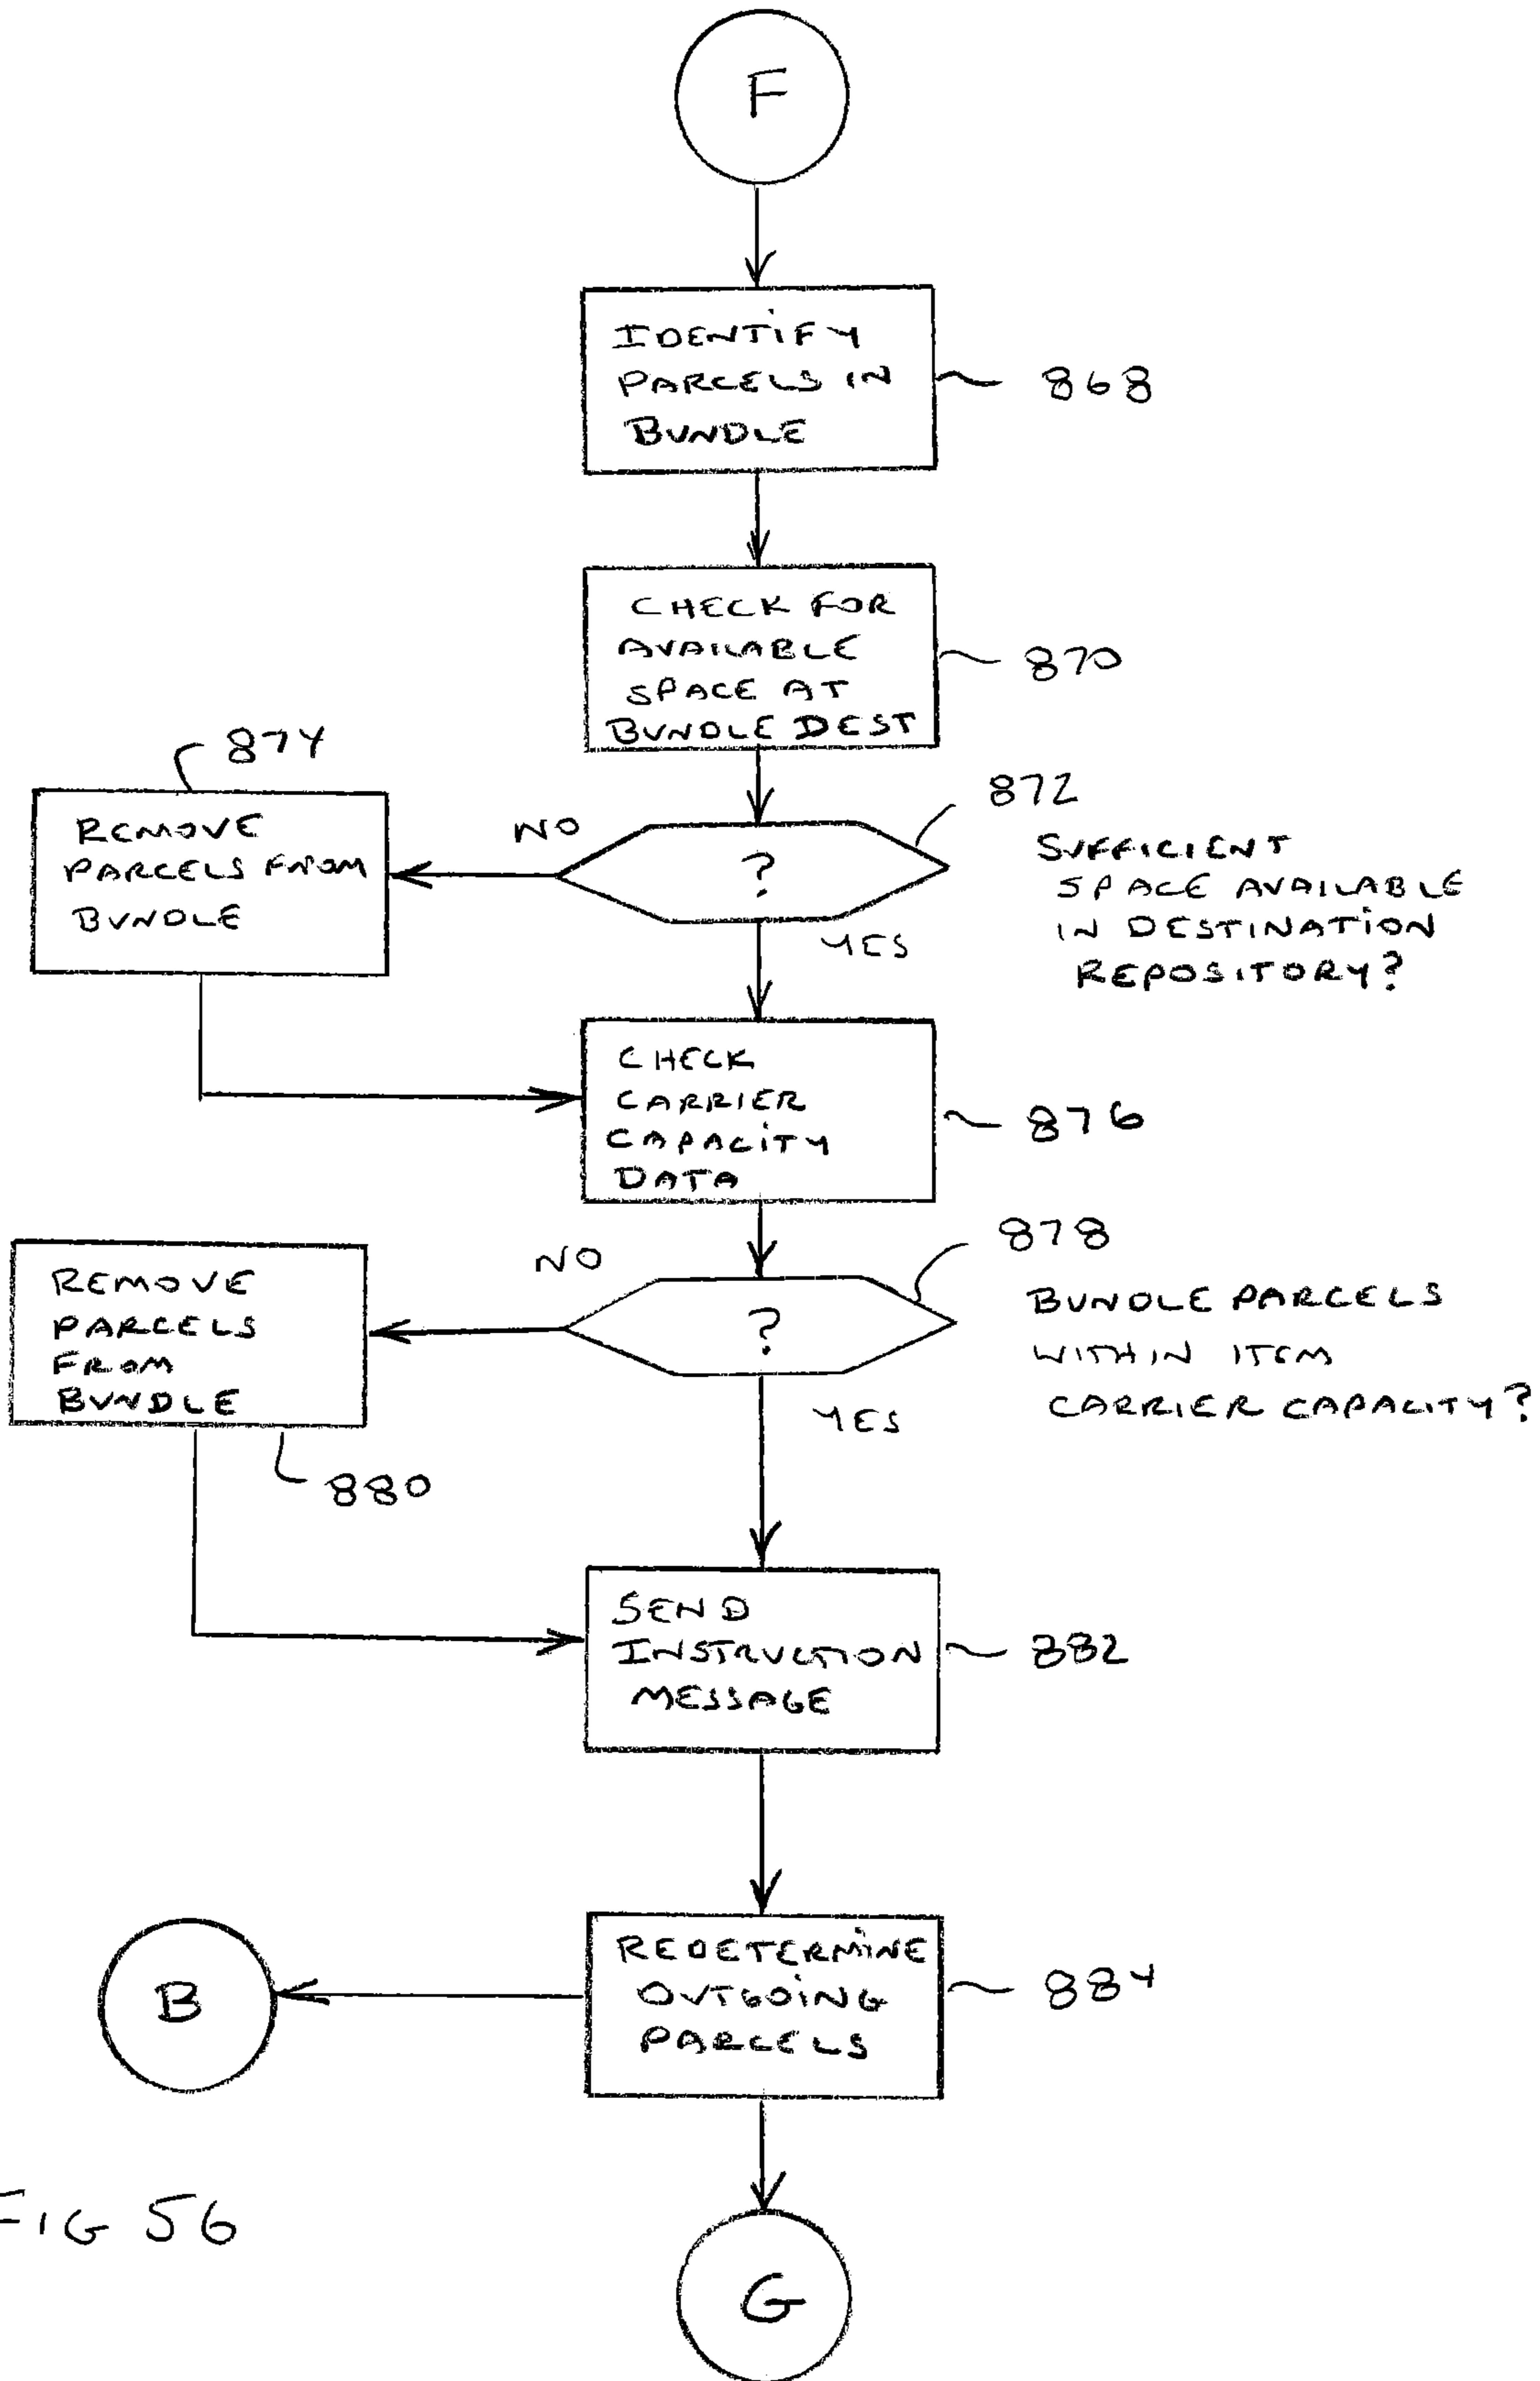 F
IDENTIFY
PARCELS IN
BUNDLE
868
CHECK FOR
AVAILABLE
SPACE AT
BUNDLE DEST
870
874
REMOVE
PARCELS FROM
BUNDLE
NO
?
872
SUFFICIENT
SPACE AVAILABLE
IN DESTINATION
REPOSITORY?
YES
CHECK
CARRIER
CAPACITY
DATA
876
REMOVE
PARCELS
FROM
BUNDLE
880
NO
?
878
BUNDLE PARCELS
WITHIN ITEM
CARRIER CAPACITY?
YES
SEND
INSTRUCTION
MESSAGE
882
REDETERMINE
OUTGOING
PARCELS
884
B
FIG 56
G